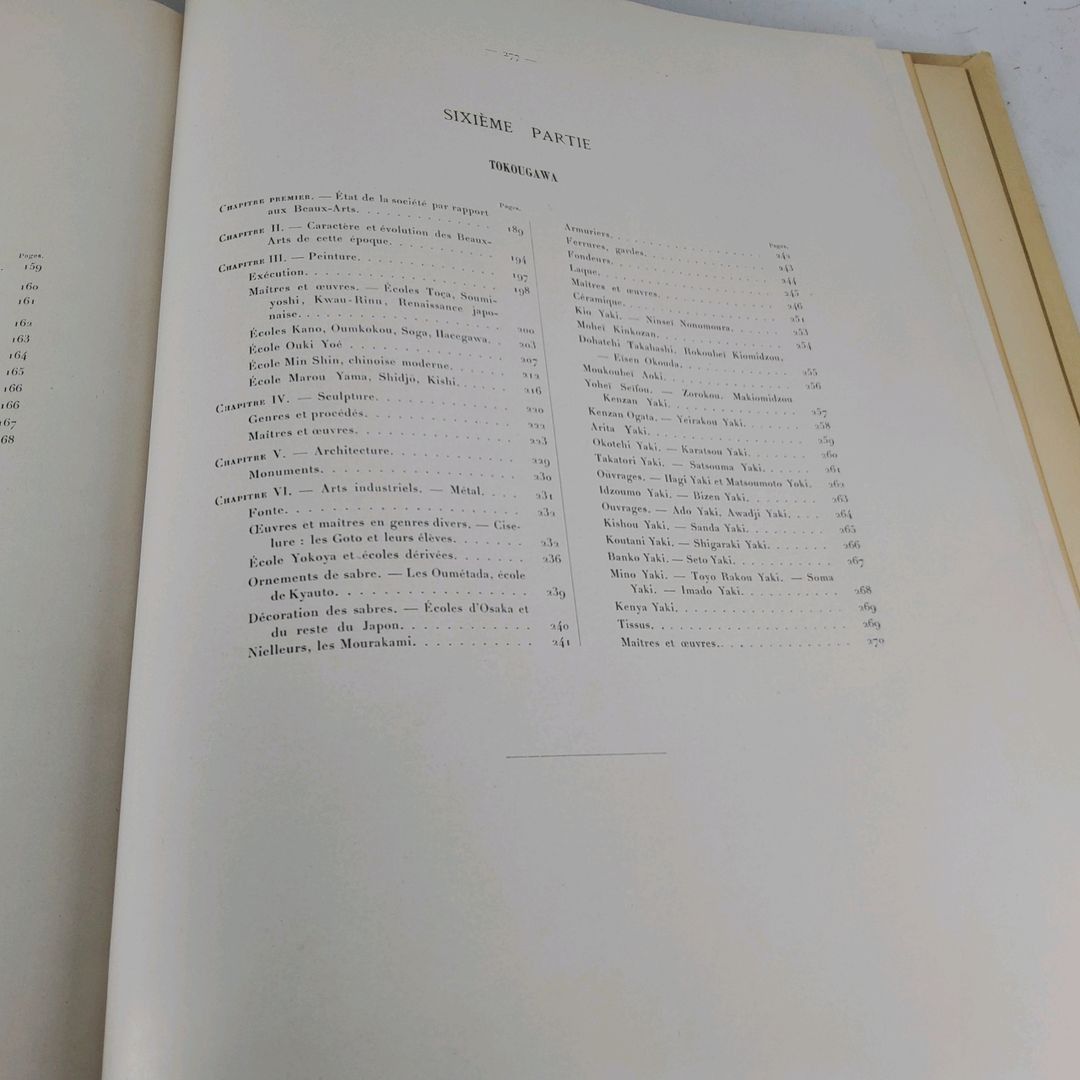 Pages.
159
160
161
162
163
164
165
166
166
167
168
— 277 —
SIXIÈME PARTIE
TOKOUGAWA
Pages.
CHAPITRE PREMIER. — État de la société par rapport
aux Beaux-Arts. 189
CHAPITRE II. — Caractère et évolution des Beaux-
Arts de cette époque. 194
CHAPITRE III. — Peinture. 197
Exécution. 198
Maîtres et œuvres. — Écoles Toça, Soumi-
yoshi, Kwau-Rinn, Renaissance japo-
naise. 200
Écoles Kano, Oumkokou, Soga, Hacegawa. 203
École Ouki Yoé 207
École Min Shin, chinoise moderne. 212
École Marou Yama, Shidjo, Kishi. 216
CHAPITRE IV. — Sculpture. 220
Genres et procédés. 222
Maîtres et œuvres. 223
CHAPITRE V. — Architecture. 229
Monuments. 230
CHAPITRE VI. — Arts industriels. — Métal. 231
Fonte. 232
Œuvres et maîtres en genres divers. — Cise-
lure : les Goto et leurs élèves. 232
École Yokoya et écoles dérivées. 236
Ornements de sabre. — Les Oumétada, école
de Kyauto. 239
Décoration des sabres. — Écoles d'Osaka et
du reste du Japon. 240
Nielleurs, les Mourakami. 241
Pages.
Armuriers. 242
Ferrures, gardes. 243
Fondeurs. 244
Laque. 245
Maîtres et œuvres. 246
Céramique. 251
Kio Yaki. — Ninseï Nonomoura. 253
Moheï Kinkozan. 254
Dohatchi Takahashi, Rokouheï Kiomidzou,
— Eisen Okouda. 255
Moukouheï Aoki. 256
Yoheï Seïfou. — Zorokou. Makiomidzou
Kenzan Yaki. 257
Kenzan Ogata. — Yeirakou Yaki. 258
Arita Yaki. 259
Okotchi Yaki. — Karatsou Yaki. 260
Takatori Yaki. — Satsouma Yaki. 261
Ouvrages. — Hagi Yaki et Matsoumoto Yoki. 262
Idzoumo Yaki. — Bizen Yaki. 263
Ouvrages. — Ado Yaki, Awadji Yaki. 264
Kishou Yaki. — Sanda Yaki. 265
Koutani Yaki. — Shigaraki Yaki. 266
Banko Yaki. — Seto Yaki. 267
Mino Yaki. — Toyo Rakou Yaki. — Soma
Yaki. — Imado Yaki. 268
Kenya Yaki. 269
Tissus. 269
Maîtres et œuvres. 270